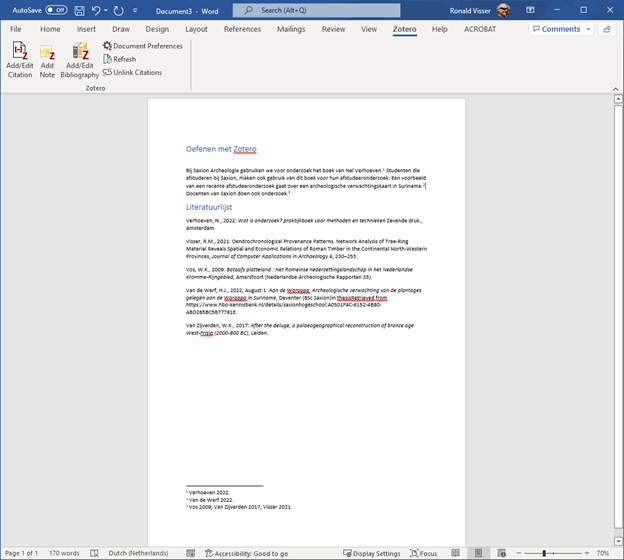 AutoSave Off Document3 - Word Search (Alt+Q) Ronald Visser
File Home Insert Draw Design Layout References Mailings Review View Zotero Help ACROBAT Comments
Add/Edit Citation
Add Note
Add/Edit Bibliography
Document Preferences
Refresh
Unlink Citations
Zotero
Oefenen met Zotero
Bij Saxion Archeologie gebruiken we voor onderzoek het boek van Nel Verhoeven.¹ Studenten die
afstuderen bij Saxion, maken ook gebruik van dit boek voor hun afstudeeronderzoek. Een voorbeeld
van een recente afstudeeronderzoek gaat over een archeologische verwachtingskaart in Suriname.²
Docenten van Saxion doen ook onderzoek.³
Literatuurlijst
Verhoeven, N., 2022: Wat is onderzoek? praktijkboek voor methoden en technieken Zevende druk.,
Amsterdam.
Visser, R.M., 2021: Dendrochronological Provenance Patterns. Network Analysis of Tree-Ring
Material Reveals Spatial and Economic Relations of Roman Timber in the Continental North-Western
Provinces, Journal of Computer Applications in Archaeology 4, 230–253.
Vos, W.K., 2009: Bataafs platteland : Het Romeinse nederzettingslandschap in het Nederlandse
Kromme-Rijngebied, Amersfoort (Nederlandse Archeologische Rapporten 35).
Van de Werf, H.J., 2022, August 1: Aan de Warappa, Archeologische verwachting van de plantages
gelegen aan de Warappa in Suriname, Deventer (BSc Saxion)in thesisRetrieved from
https://www.hbo-kennisbank.nl/details/saxionhogeschool:A0501F4C-6152-4B80-
ABD265BC5B77781E.
Van Zijverden, W.K., 2017: After the deluge, a palaeogeographical reconstruction of bronze age
West-Frisia (2000-800 BC), Leiden.
¹ Verhoeven 2022.
² Van de Werf 2022.
³ Vos 2009; Van Zijverden 2017; Visser 2021.
Page 1 of 1 170 words Dutch (Netherlands) Accessibility: Good to go Display Settings Focus 70%